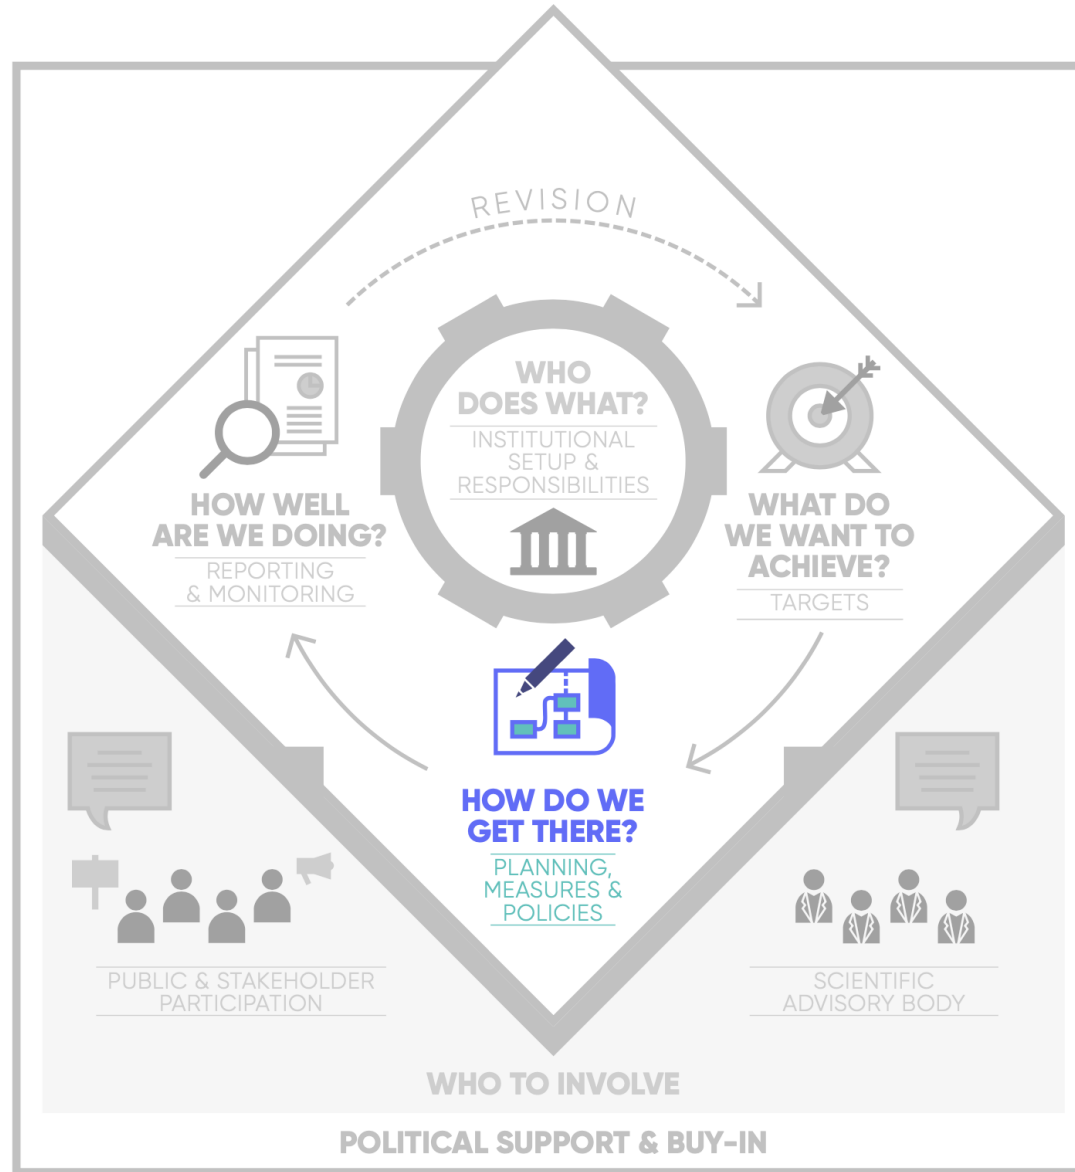 REVISION
WHO
DOES WHAT?
INSTITUTIONAL
SETUP &
RESPONSIBILITIES
HOW WELL
ARE WE DOING?
REPORTING
& MONITORING
WHAT DO
WE WANT TO
ACHIEVE?
TARGETS
HOW DO WE
GET THERE?
PLANNING,
MEASURES &
POLICIES
PUBLIC & STAKEHOLDER
PARTICIPATION
SCIENTIFIC
ADVISORY BODY
WHO TO INVOLVE
POLITICAL SUPPORT & BUY-IN